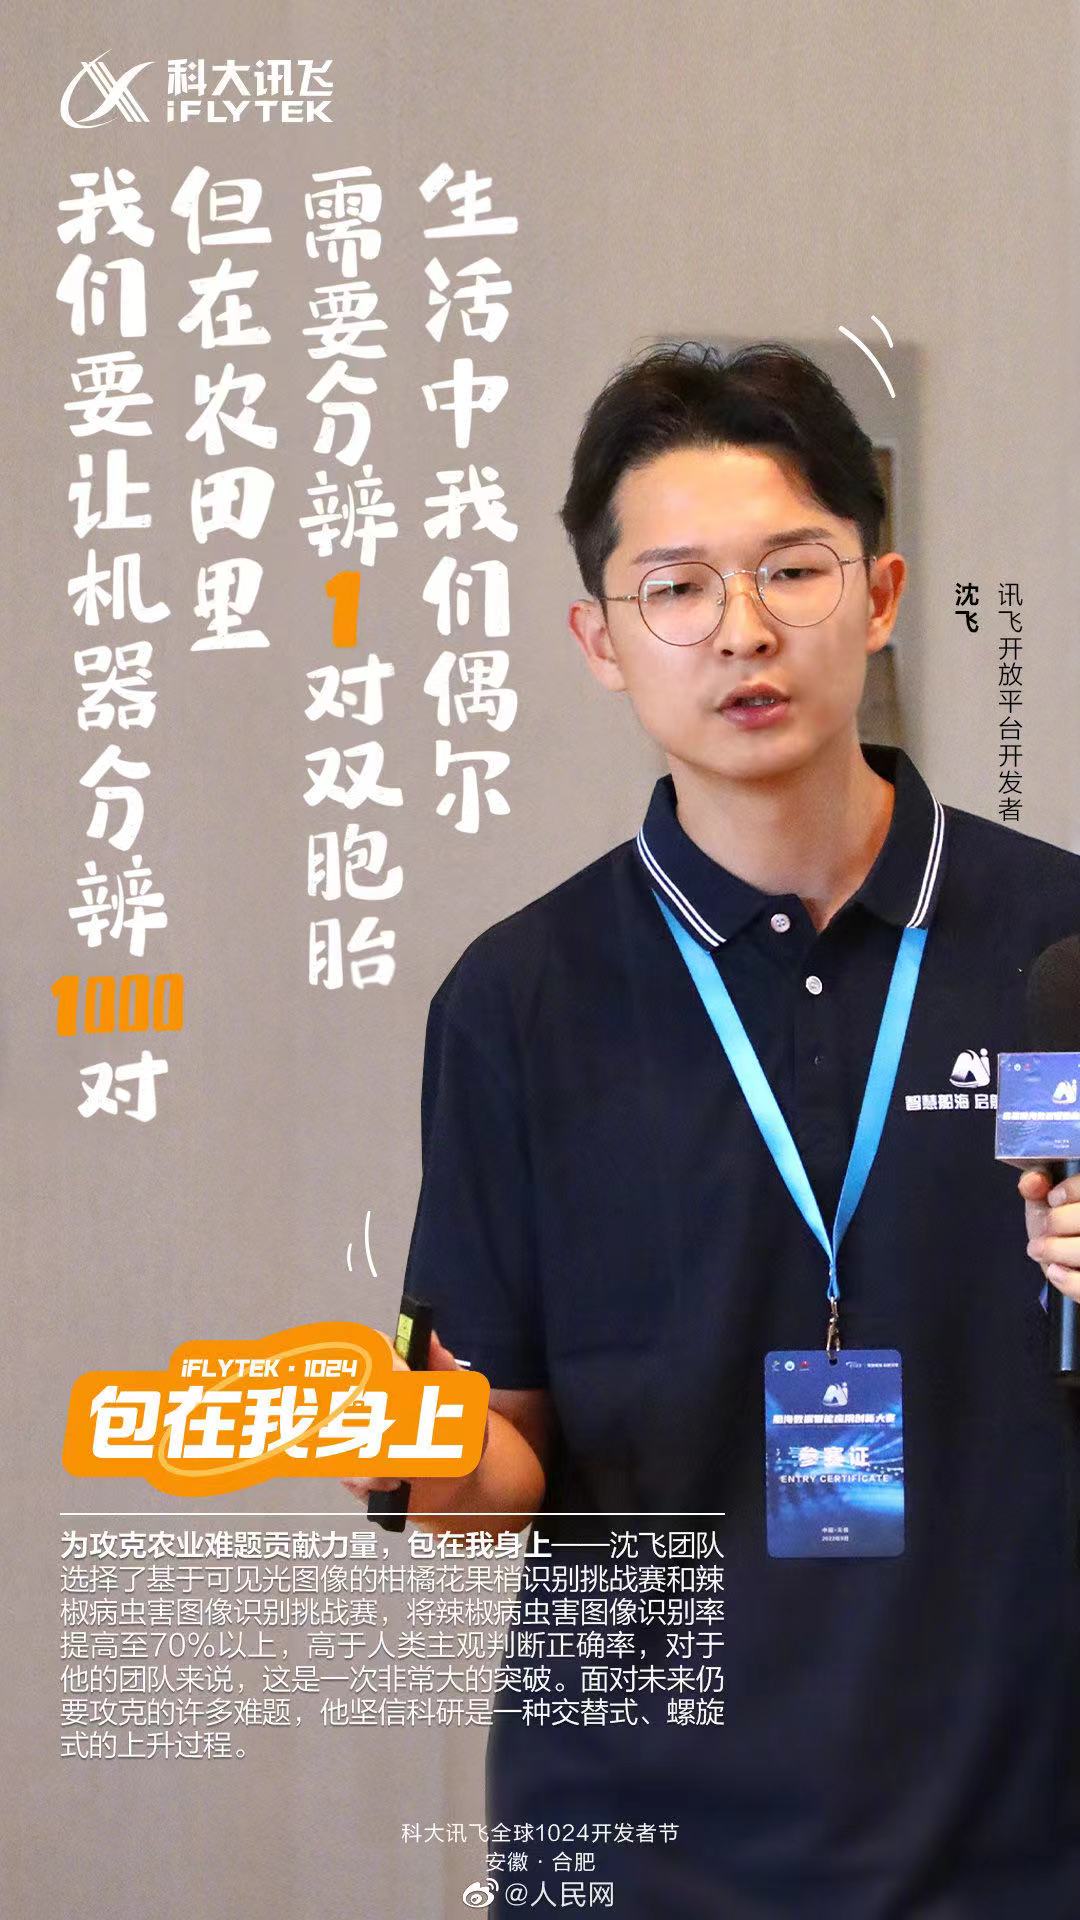 科大讯飞
iFLYTEK
生活中我们偶尔
需要分辨1对双胞胎
但在农田里
我们要让机器分辨1000对
讯飞开放平台开发者
沈飞
智慧船海 启航
参赛证
ENTRY CERTIFICATE
iFLYTEK · 1024
包在我身上
为攻克农业难题贡献力量，包在我身上——沈飞团队
选择了基于可见光图像的柑橘花果梢识别挑战赛和辣
椒病虫害图像识别挑战赛，将辣椒病虫害图像识别率
提高至70%以上，高于人类主观判断正确率，对于
他的团队来说，这是一次非常大的突破。面对未来仍
要攻克的许多难题，他坚信科研是一种交替式、螺旋
式的上升过程。
科大讯飞全球1024开发者节
安徽 · 合肥
@人民网